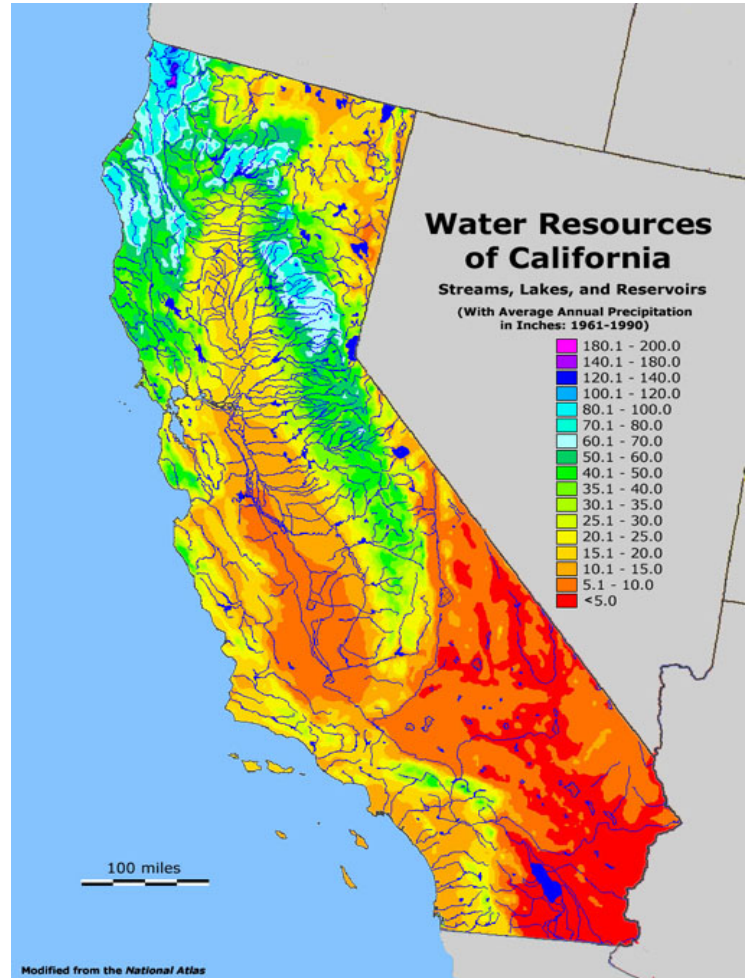 Water Resources
of California
Streams, Lakes, and Reservoirs
(With Average Annual Precipitation
in Inches: 1961-1990)
180.1 - 200.0
140.1 - 180.0
120.1 - 140.0
100.1 - 120.0
80.1 - 100.0
70.1 - 80.0
60.1 - 70.0
50.1 - 60.0
40.1 - 50.0
35.1 - 40.0
30.1 - 35.0
25.1 - 30.0
20.1 - 25.0
15.1 - 20.0
10.1 - 15.0
5.1 - 10.0
<5.0
100 miles
Modified from the National Atlas